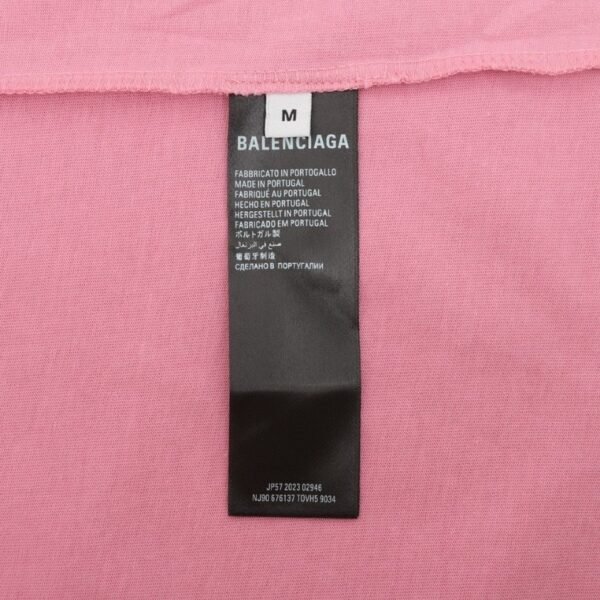 M
BALENCIAGA
FABBRICATO IN PORTOGALLO
MADE IN PORTUGAL
FABRIQUÉ AU PORTUGAL
HECHO EN PORTUGAL
HERGESTELLT IN PORTUGAL
FABRICADO EM PORTUGAL
ポルトガル製
صنع في البرتغال
葡萄牙制造
СДЕЛАНО В ПОРТУГАЛИИ
JP57 2023 02946
NJ90 676137 TOVH5 9034